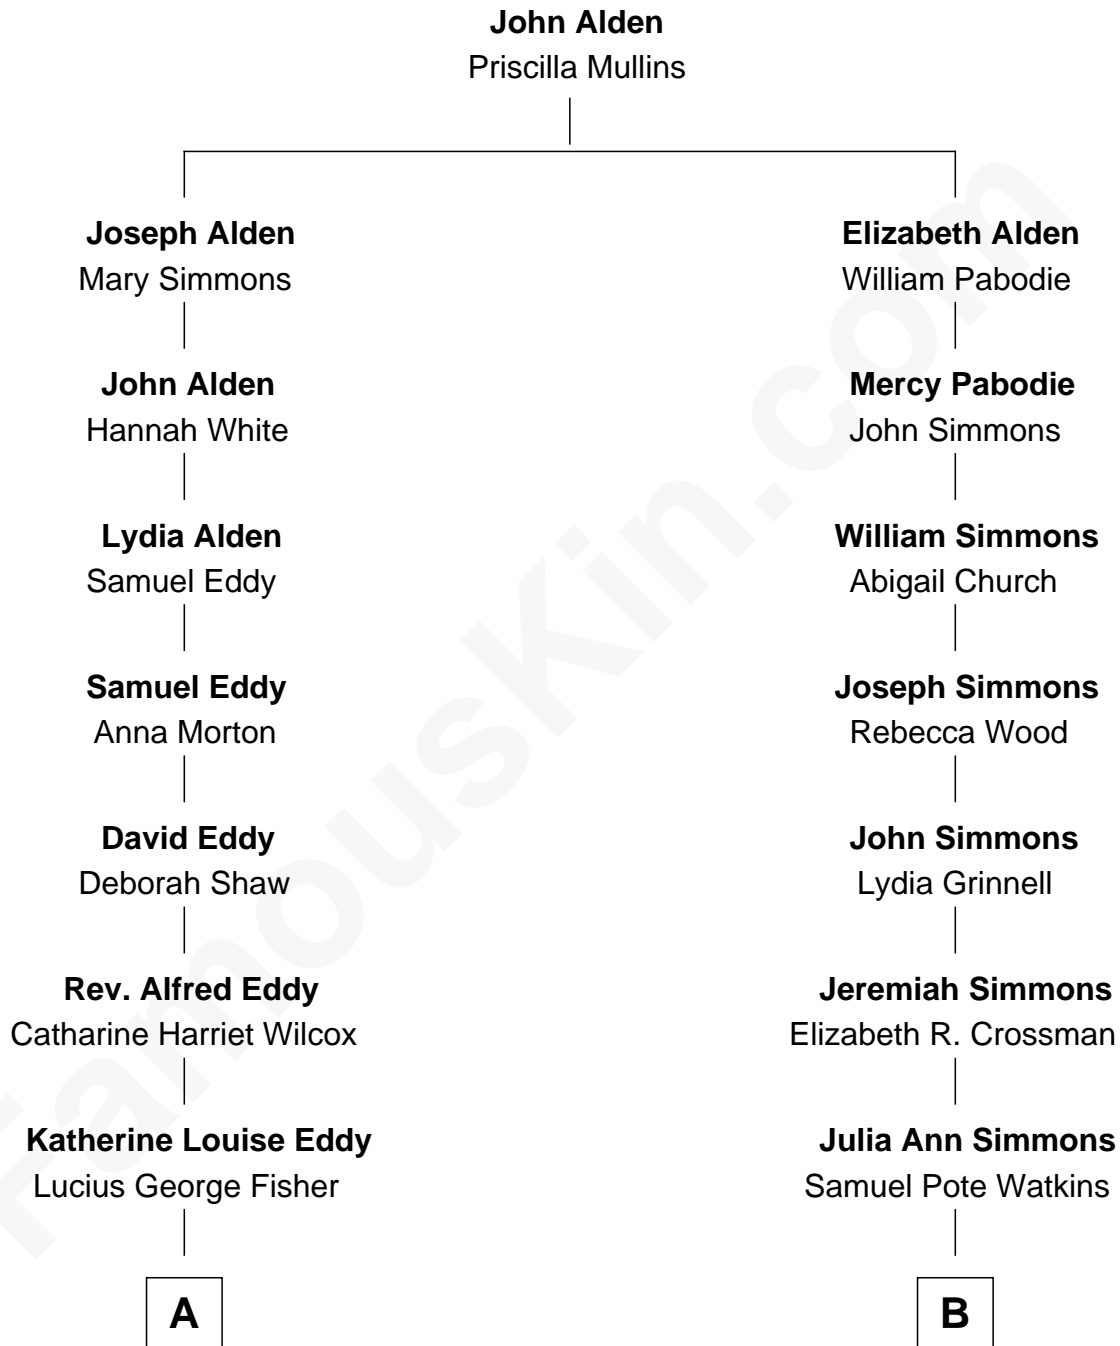 John Alden
Priscilla Mullins
Joseph Alden
Mary Simmons
Elizabeth Alden
William Pabodie
John Alden
Hannah White
Mercy Pabodie
John Simmons
Lydia Alden
Samuel Eddy
William Simmons
Abigail Church
Samuel Eddy
Anna Morton
Joseph Simmons
Rebecca Wood
David Eddy
Deborah Shaw
John Simmons
Lydia Grinnell
Rev. Alfred Eddy
Catharine Harriet Wilcox
Jeremiah Simmons
Elizabeth R. Crossman
Katherine Louise Eddy
Lucius George Fisher
Julia Ann Simmons
Samuel Pote Watkins
A
B
FamousKin.com